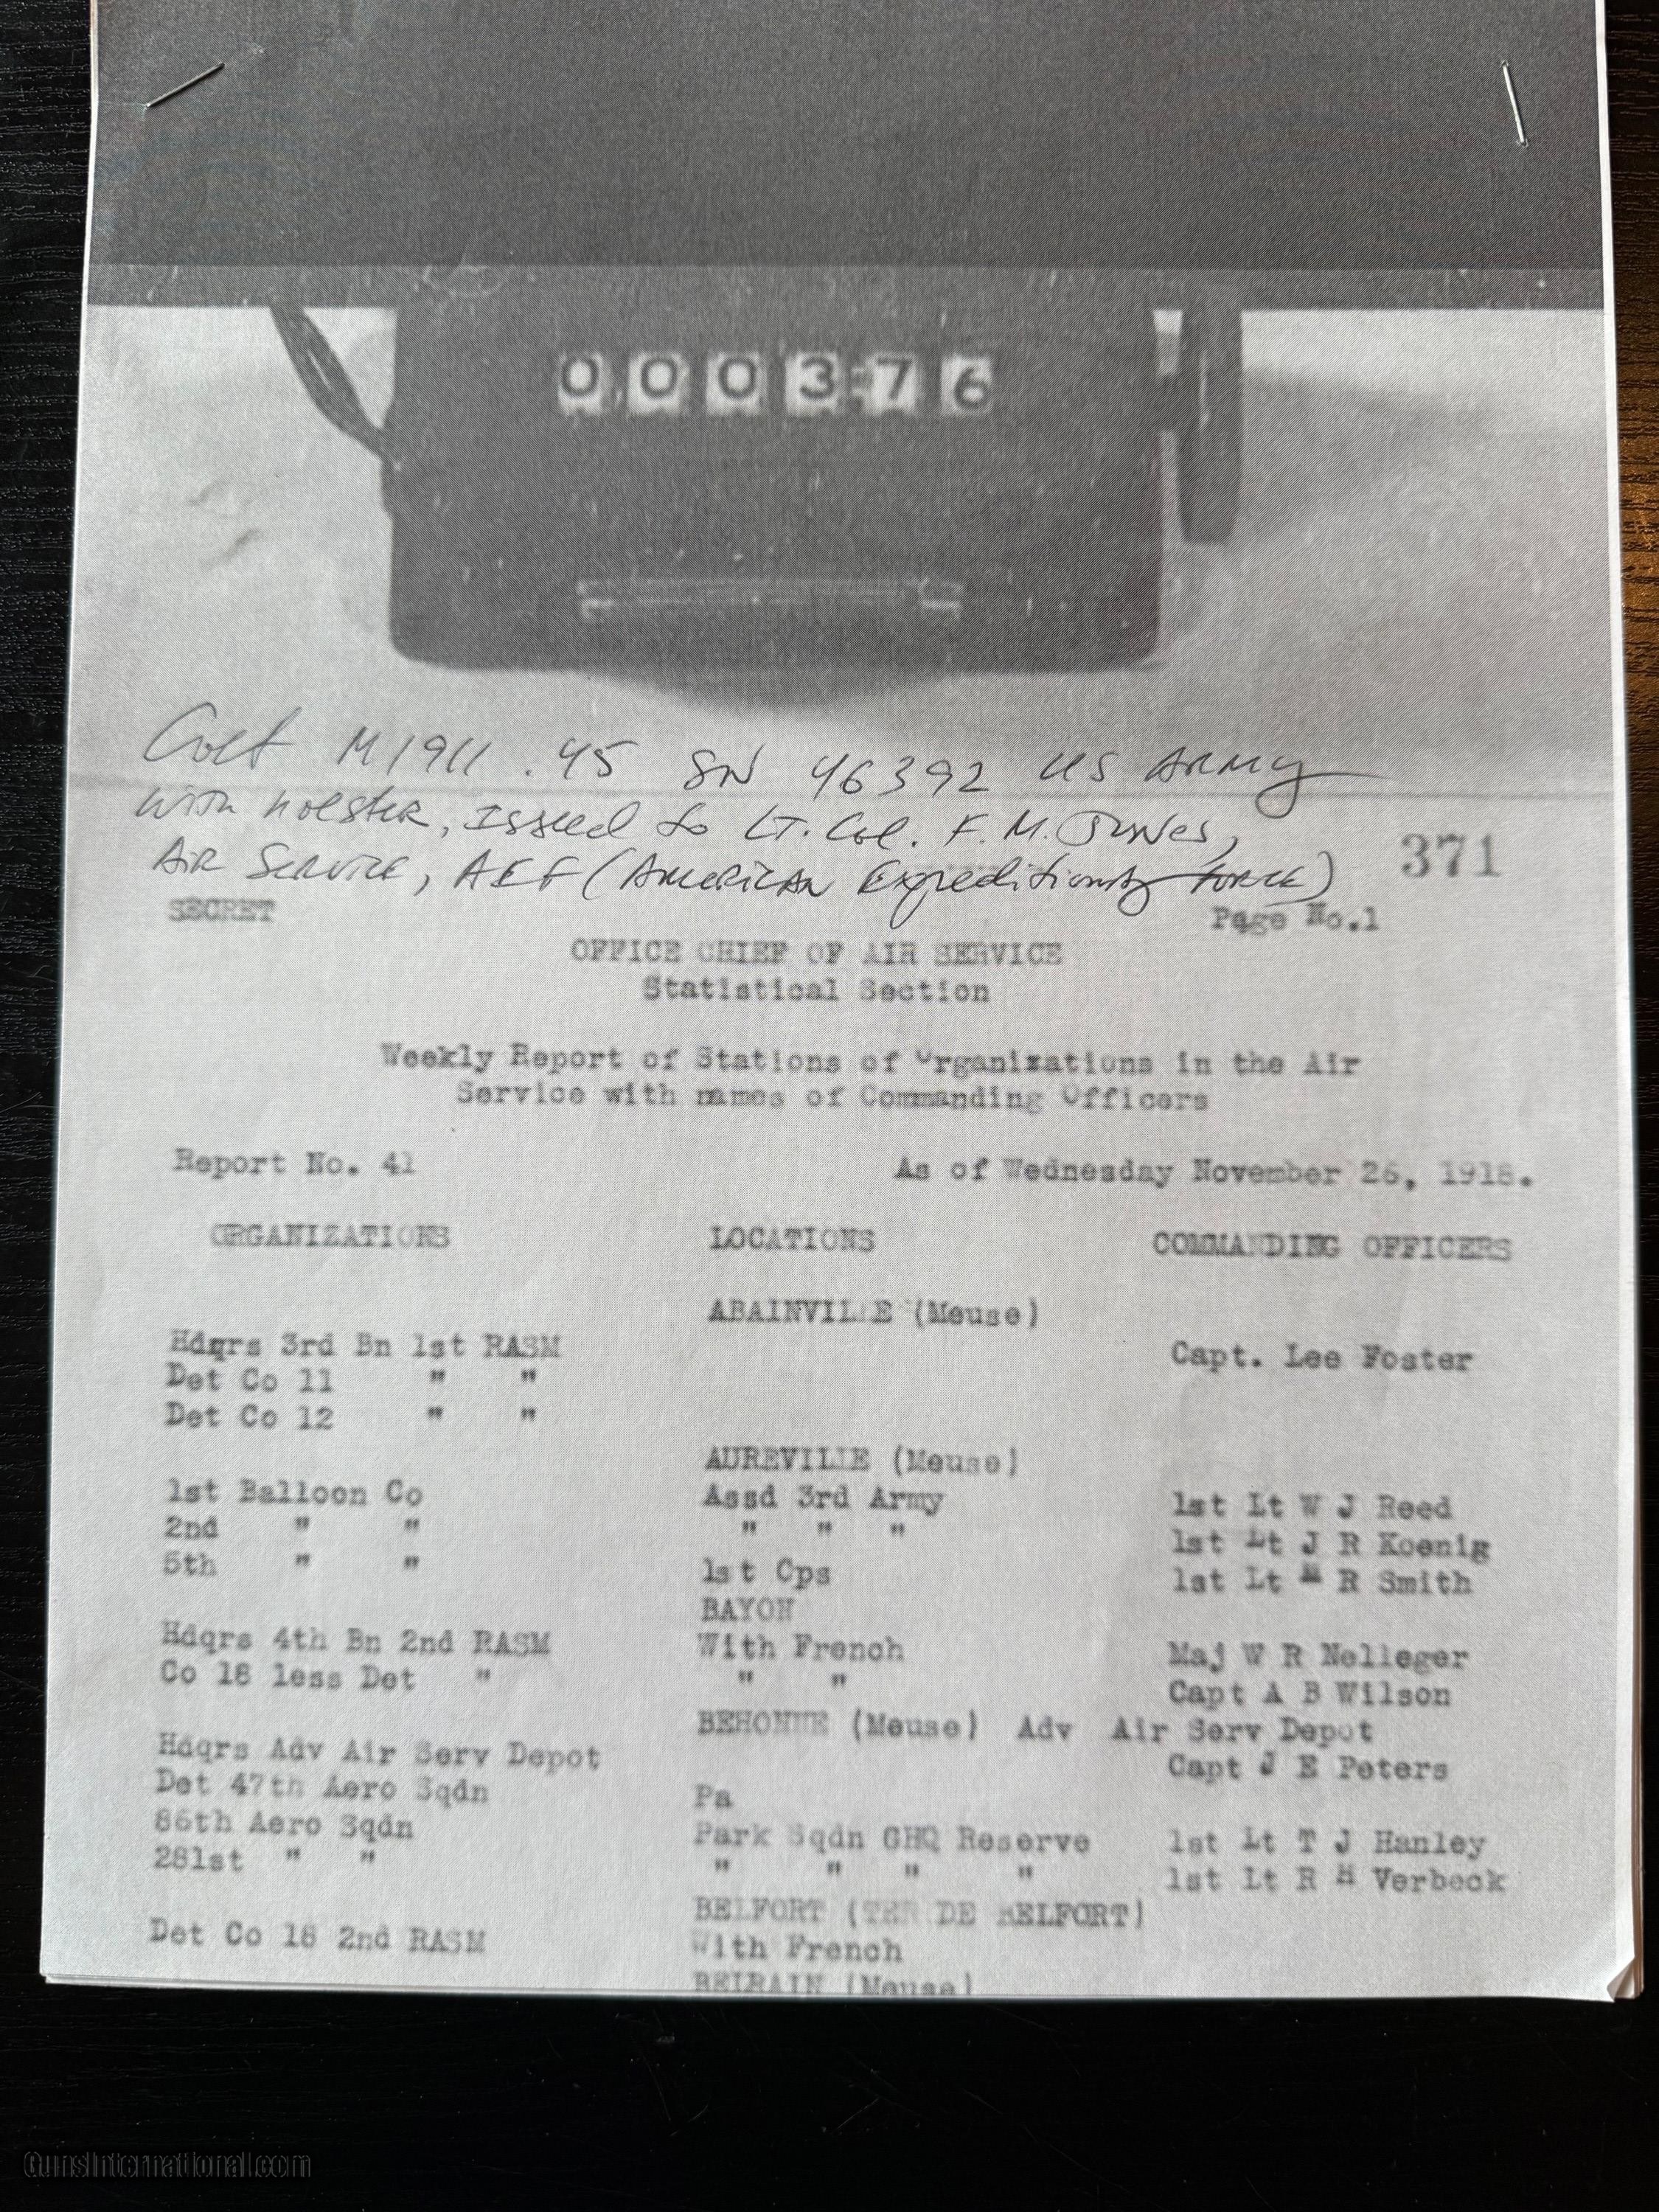 000376
Colt M1911 .45 SN 46392 US ARMY
with holster, issued to LT. Col. F. M. Jones,
Air Service, AEF (American Expeditionary Force)
371
SECRET Page No.1
OFFICE CHIEF OF AIR SERVICE
Statistical Section
Weekly Report of Stations of Organizations in the Air
Service with names of Commanding Officers
Report No. 41 As of Wednesday November 26, 1918.
ORGANIZATIONS LOCATIONS COMMANDING OFFICERS
ABAINVILLE (Meuse)
Hdqrs 3rd Bn 1st RASM Capt. Lee Foster
Det Co 11 " "
Det Co 12 " "
AUREVILLE (Meuse)
1st Balloon Co Assd 3rd Army 1st Lt W J Reed
2nd " " " " " 1st Lt J R Koenig
5th " " 1st Cps 1st Lt R Smith
BAYON
Hdqrs 4th Bn 2nd RASM With French Maj W R Nelleger
Co 18 less Det " " " Capt A B Wilson
BEHONNE (Meuse) Adv Air Serv Depot
Hdqrs Adv Air Serv Depot Capt J E Peters
Det 47th Aero Sqdn Pa
86th Aero Sqdn Park Sqdn GHQ Reserve 1st Lt T J Hanley
281st " " " " " " 1st Lt R H Verbeck
BELFORT (TER DE BELFORT)
Det Co 18 2nd RASM With French
BELRAIN (Meuse)
GunsInternational.com